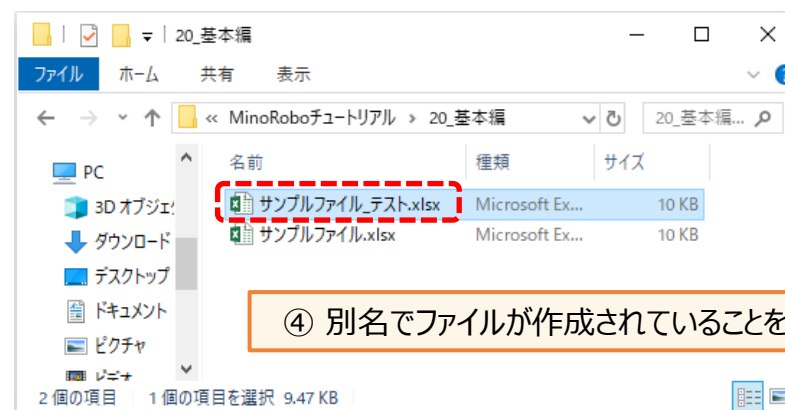 20_基本編
ファイル ホーム 共有 表示
« MinoRoboチュートリアル › 20_基本編 20_基本編...
名前 種類 サイズ
PC
サンプルファイル_テスト.xlsx Microsoft Ex... 10 KB
3D オブジェ
サンプルファイル.xlsx Microsoft Ex... 10 KB
ダウンロード
デスクトップ
ドキュメント
④ 別名でファイルが作成されていることを
ピクチャ
ビデオ
2 個の項目 1 個の項目を選択 9.47 KB